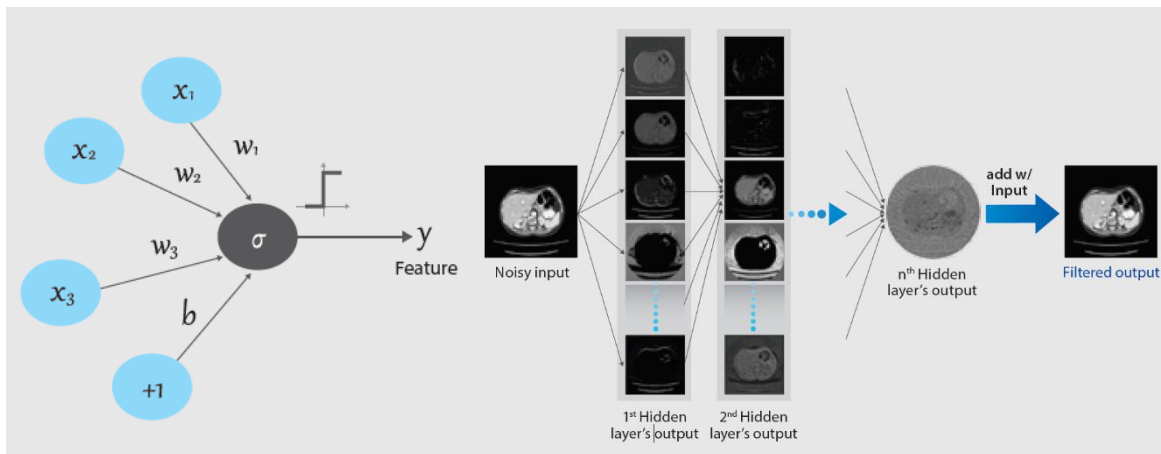 x₁
x₂
x₃
+1
w₁
w₂
w₃
b
σ
y
Feature
Noisy input
1st Hidden
layer's output
2nd Hidden
layer's output
nth Hidden
layer's output
add w/
Input
Filtered output